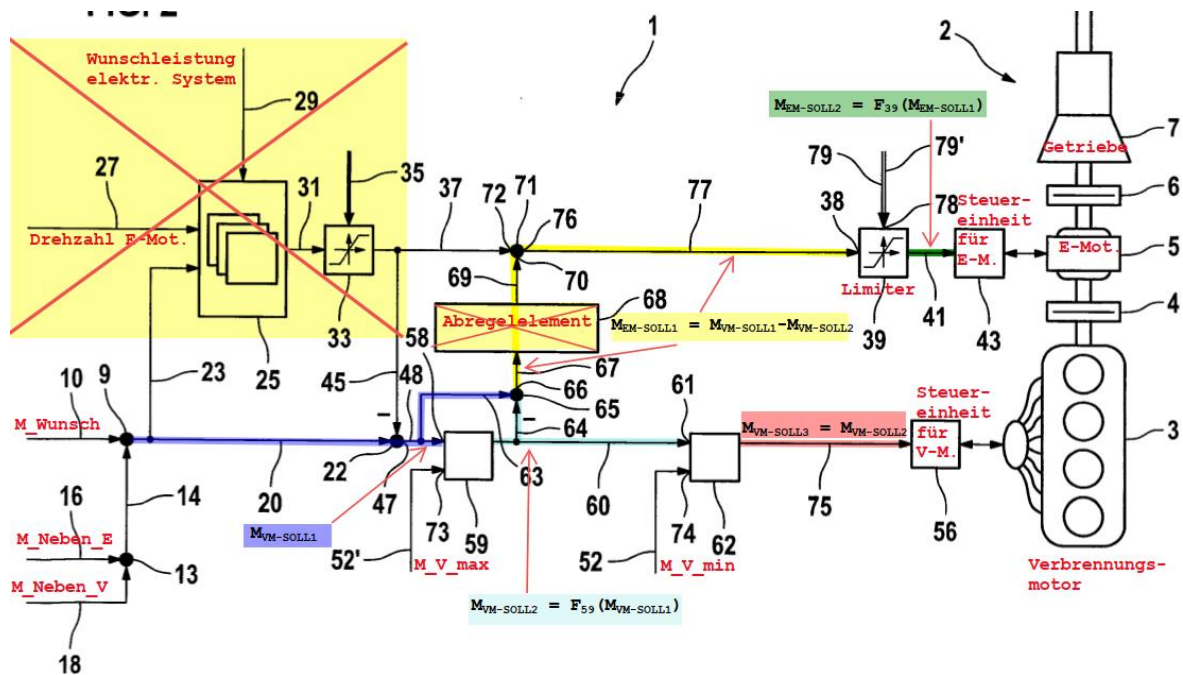 1
2
Wunschleistung
elektr. System
29
M_EM-SOLL2 = F_39(M_EM-SOLL1)
7
Getriebe
27
31
35
37
72
71
76
77
79
79'
38
78
6
Steuer-
einheit
für
E-M.
E-Mot.
5
Drehzahl E-Mot.
69
70
Limiter
41
39
43
4
33
68
Abregelelement
M_EM-SOLL1 = M_VM-SOLL1-M_VM-SOLL2
25
58
67
10
9
23
45
48
66
65
61
Steuer-
einheit
für
V-M.
M_Wunsch
–
–
64
M_VM-SOLL3 = M_VM-SOLL2
3
20
22
47
63
60
75
14
16
73
59
74
62
56
M_VM-SOLL1
M_Neben_E
13
52'
M_V_max
52
M_V_min
Verbrennungs-
motor
M_Neben_V
M_VM-SOLL2 = F_59(M_VM-SOLL1)
18